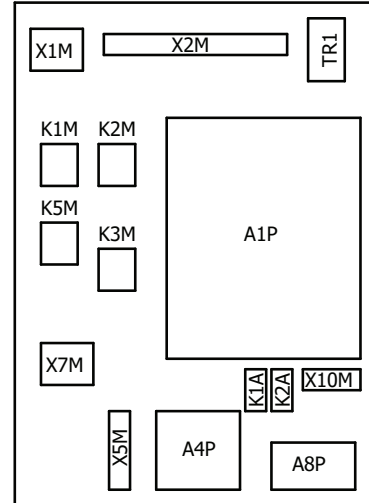 X1M
X2M
TR1
K1M
K2M
K5M
K3M
A1P
X7M
K1A
K2A
X10M
X5M
A4P
A8P